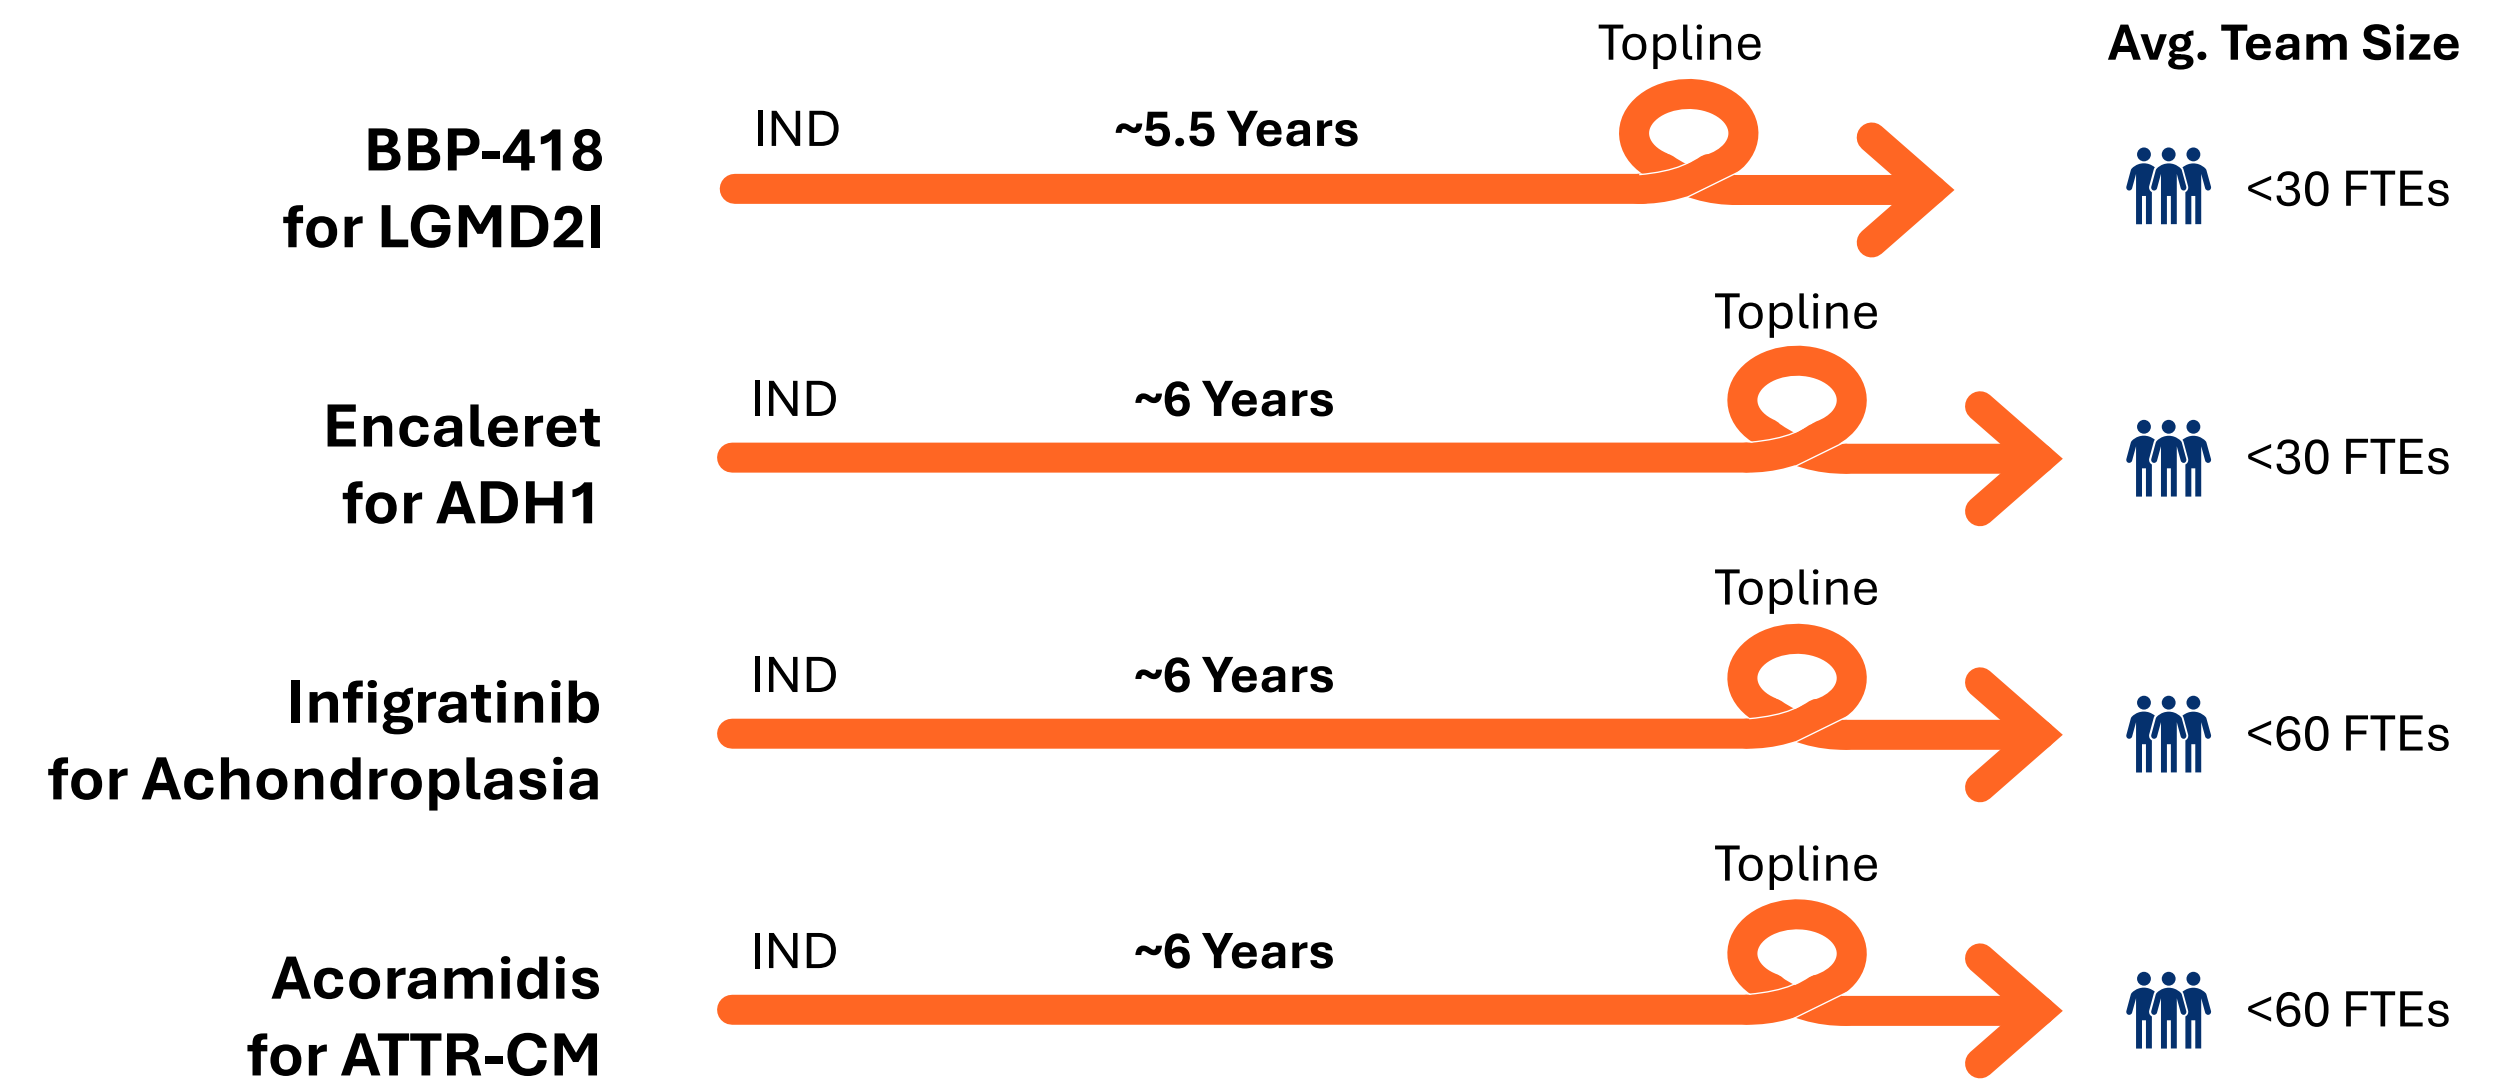 Topline
Avg. Team Size
BBP-418
for LGMD2I
IND
~5.5 Years
<30 FTEs
Topline
Encaleret
for ADH1
IND
~6 Years
<30 FTEs
Topline
Infigratinib
for Achondroplasia
IND
~6 Years
<60 FTEs
Topline
Acoramidis
for ATTR-CM
IND
~6 Years
<60 FTEs